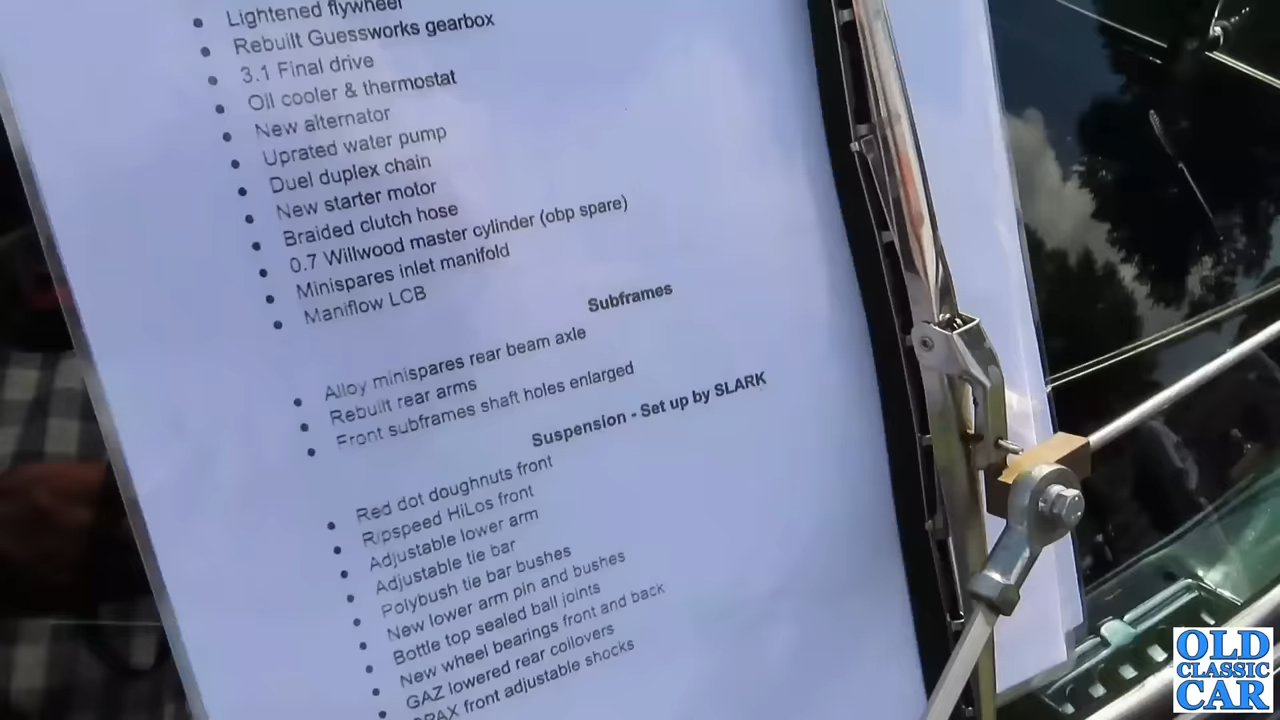 Lightened flywheel
Rebuilt Guessworks gearbox
3.1 Final drive
Oil cooler & thermostat
New alternator
Uprated water pump
Duel duplex chain
New starter motor
Braided clutch hose
0.7 Willwood master cylinder (obp spare)
Minispares inlet manifold
Maniflow LCB
Subframes
Alloy minispares rear beam axle
Rebuilt rear arms
Front subframes shaft holes enlarged
Suspension - Set up by SLARK
Red dot doughnuts front
Ripspeed HiLos front
Adjustable lower arm
Adjustable tie bar
Polybush tie bar bushes
New lower arm pin and bushes
Bottle top sealed ball joints
New wheel bearings front and back
GAZ lowered rear coilovers
front adjustable shocks
OLD
CLASSIC
CAR